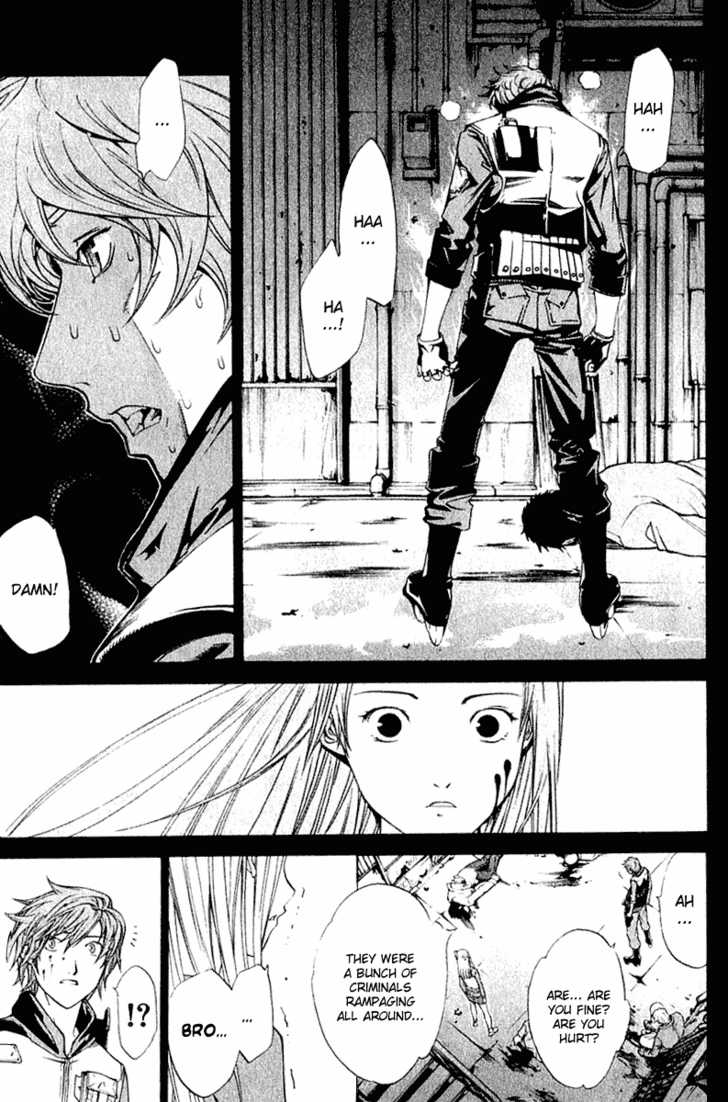 HAH
...
HAA
...
HA
...!
...
DAMN!
AH
...
ARE... ARE
YOU FINE?
ARE YOU
HURT?
THEY WERE
A BUNCH OF
CRIMINALS
RAMPAGING
ALL AROUND...
...
BRO...
!?